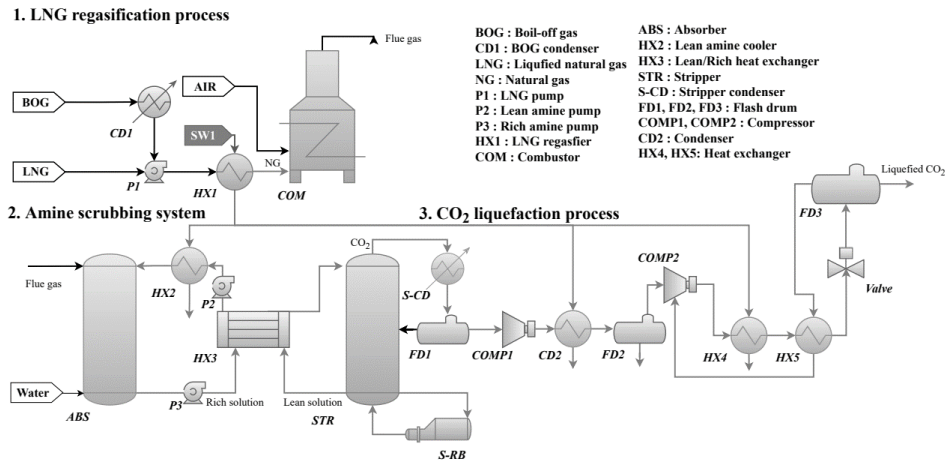 1. LNG regasification process
Flue gas
BOG
CD1
AIR
SW1
LNG
P1
HX1
NG
COM
BOG : Boil-off gas
CD1 : BOG condenser
LNG : Liqufied natural gas
NG : Natural gas
P1 : LNG pump
P2 : Lean amine pump
P3 : Rich amine pump
HX1 : LNG regasfier
COM : Combustor
ABS : Absorber
HX2 : Lean amine cooler
HX3 : Lean/Rich heat exchanger
STR : Stripper
S-CD : Stripper condenser
FD1, FD2, FD3 : Flash drum
COMP1, COMP2 : Compressor
CD2 : Condenser
HX4, HX5: Heat exchanger
2. Amine scrubbing system
Flue gas
HX2
P2
HX3
Water
ABS
P3
Rich solution
Lean solution
STR
S-RB
3. CO₂ liquefaction process
CO₂
S-CD
FD1
COMP1
CD2
FD2
COMP2
HX4
HX5
Valve
FD3
Liquefied CO₂